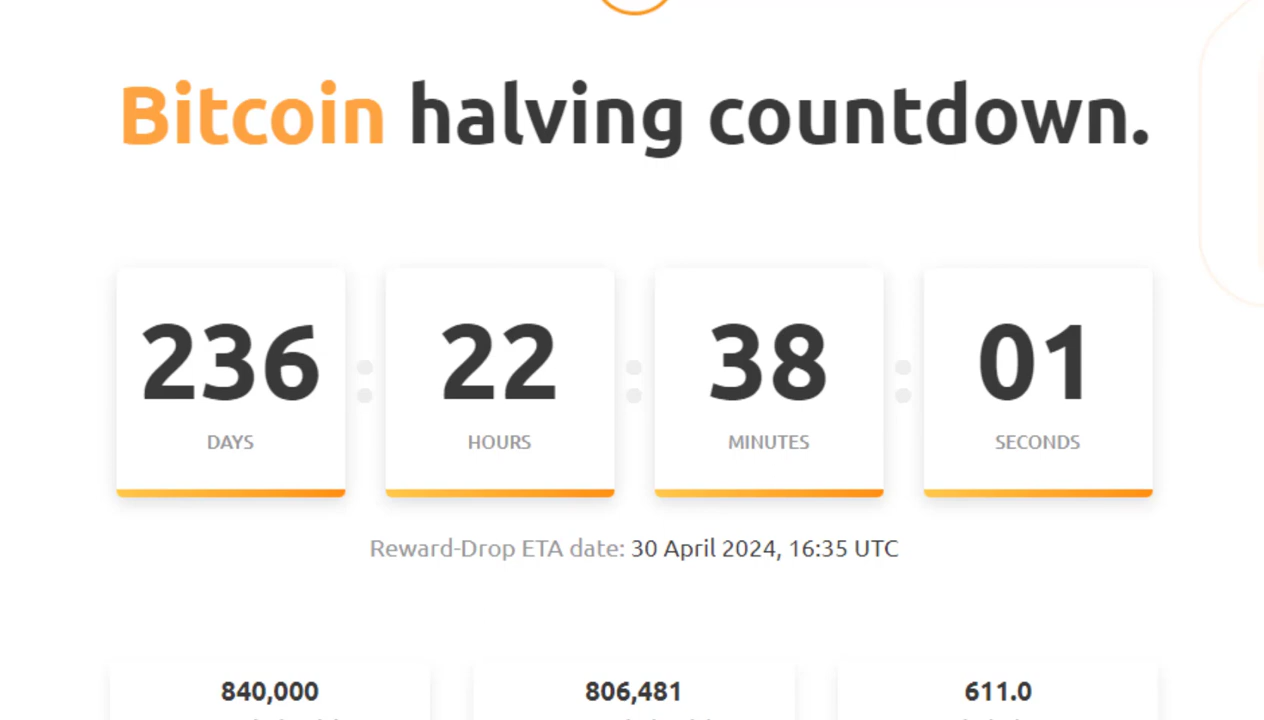 Bitcoin halving countdown.
236 : 22 : 38 : 01
DAYS HOURS MINUTES SECONDS
Reward-Drop ETA date: 30 April 2024, 16:35 UTC
840,000 806,481 611.0